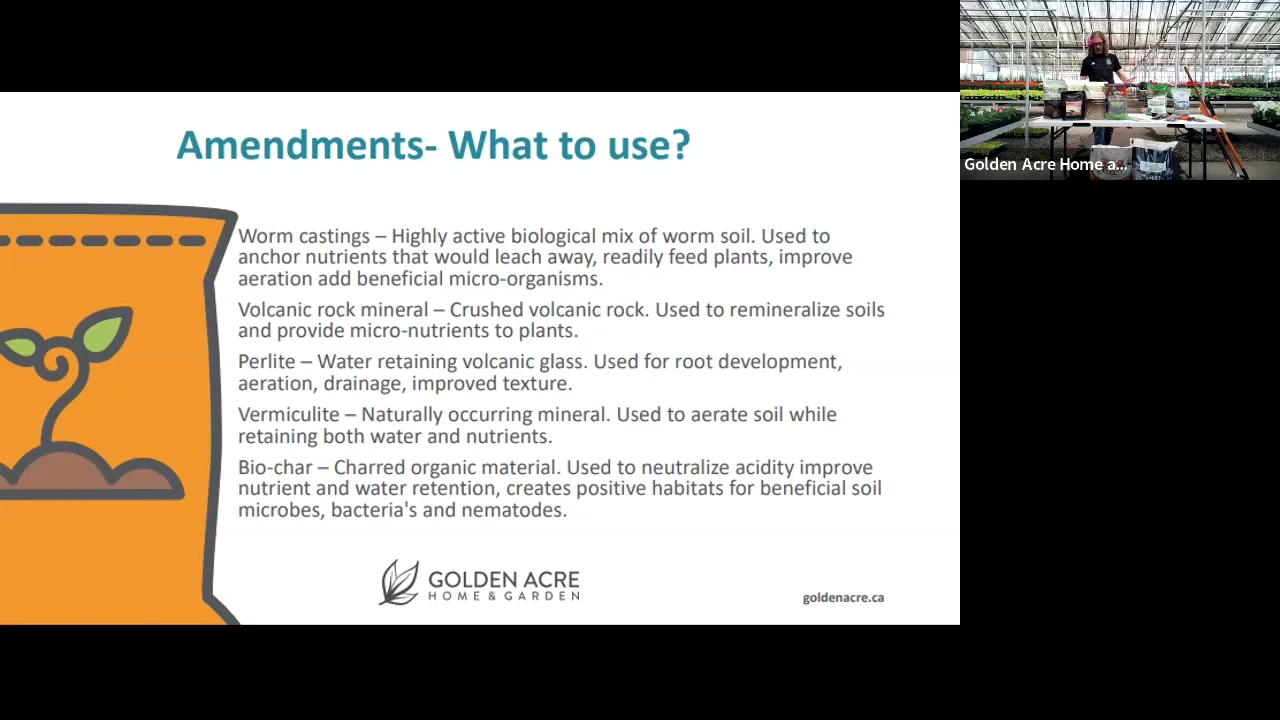 Amendments- What to use?
Worm castings – Highly active biological mix of worm soil. Used to
anchor nutrients that would leach away, readily feed plants, improve
aeration add beneficial micro-organisms.
Volcanic rock mineral – Crushed volcanic rock. Used to remineralize soils
and provide micro-nutrients to plants.
Perlite – Water retaining volcanic glass. Used for root development,
aeration, drainage, improved texture.
Vermiculite – Naturally occurring mineral. Used to aerate soil while
retaining both water and nutrients.
Bio-char – Charred organic material. Used to neutralize acidity improve
nutrient and water retention, creates positive habitats for beneficial soil
microbes, bacteria's and nematodes.
GOLDEN ACRE
HOME & GARDEN
goldenacre.ca
Golden Acre Home a...